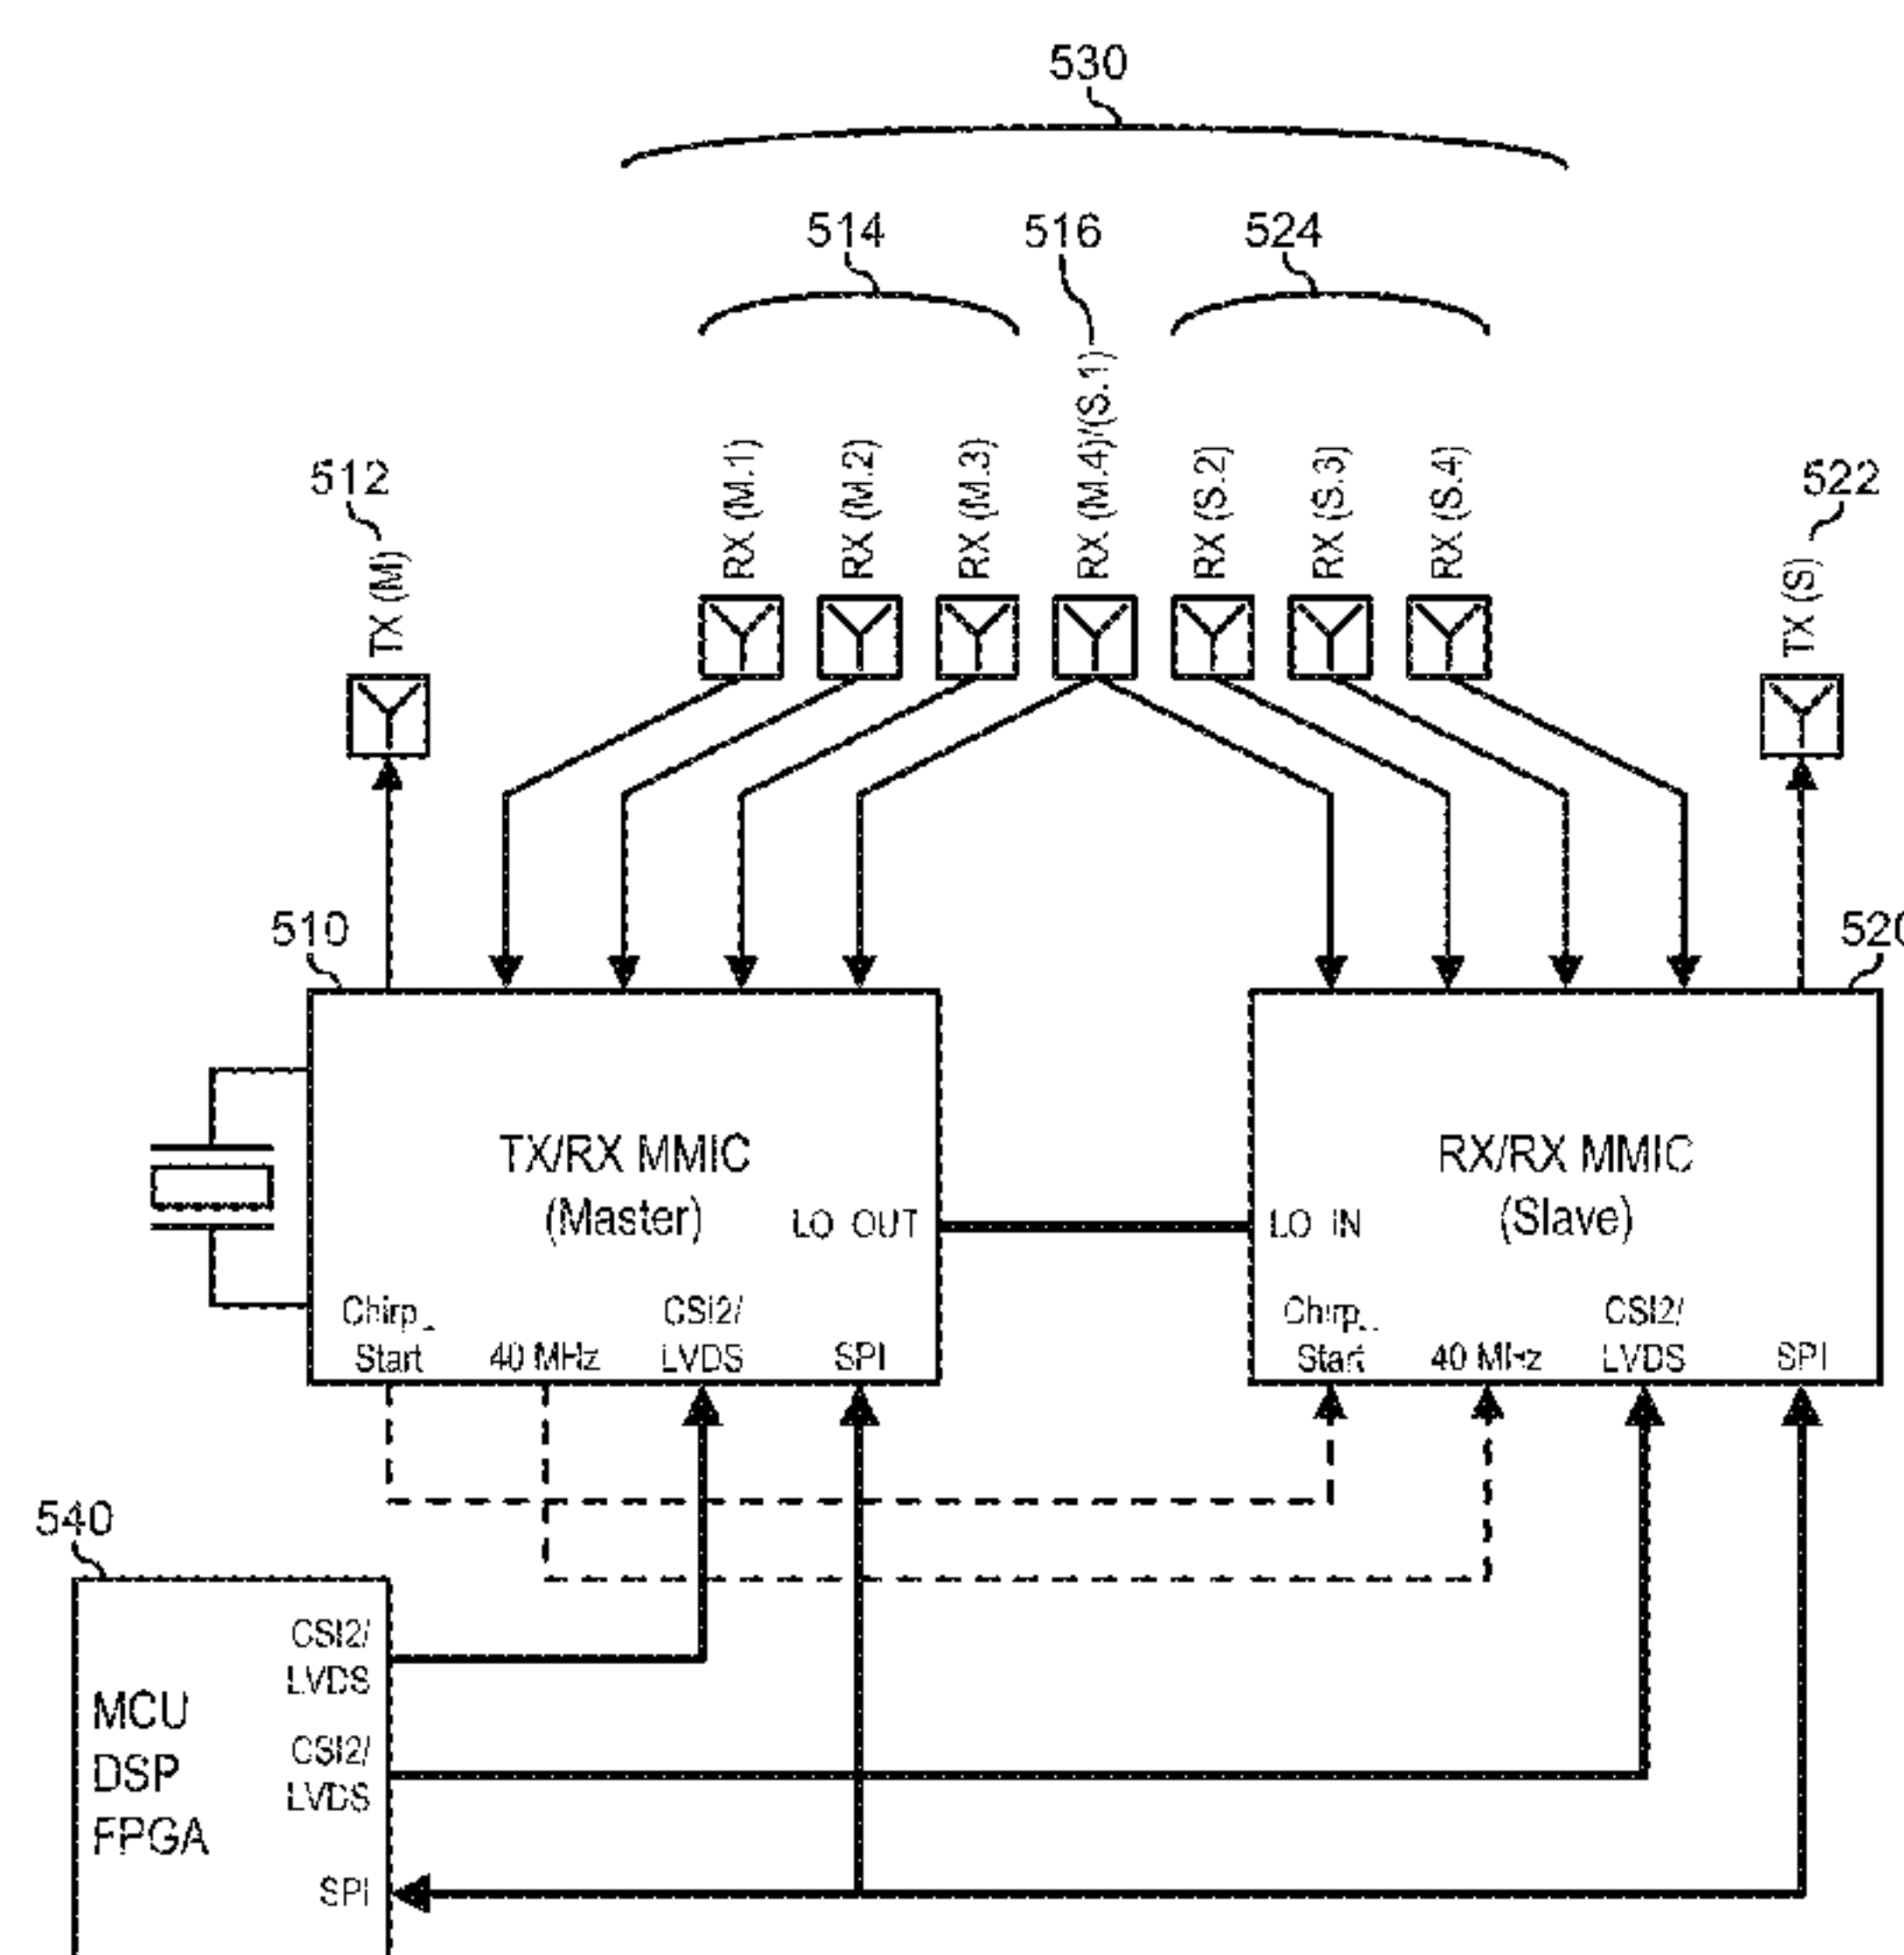 530
514
516
524
RX (M.1)
RX (M.2)
RX (M.3)
RX (M.4)/(S.1)
RX (S.2)
RX (S.3)
RX (S.4)
512
TX (M)
522
TX (S)
510
520
TX/RX MMIC
(Master)
LO OUT
Chirp_
Start
40 MHz
CSI2/
LVDS
SPI
RX/RX MMIC
(Slave)
LO IN
Chirp_
Start
40 MHz
CSI2/
LVDS
SPI
540
MCU
DSP
FPGA
CSI2/
LVDS
CSI2/
LVDS
SPI